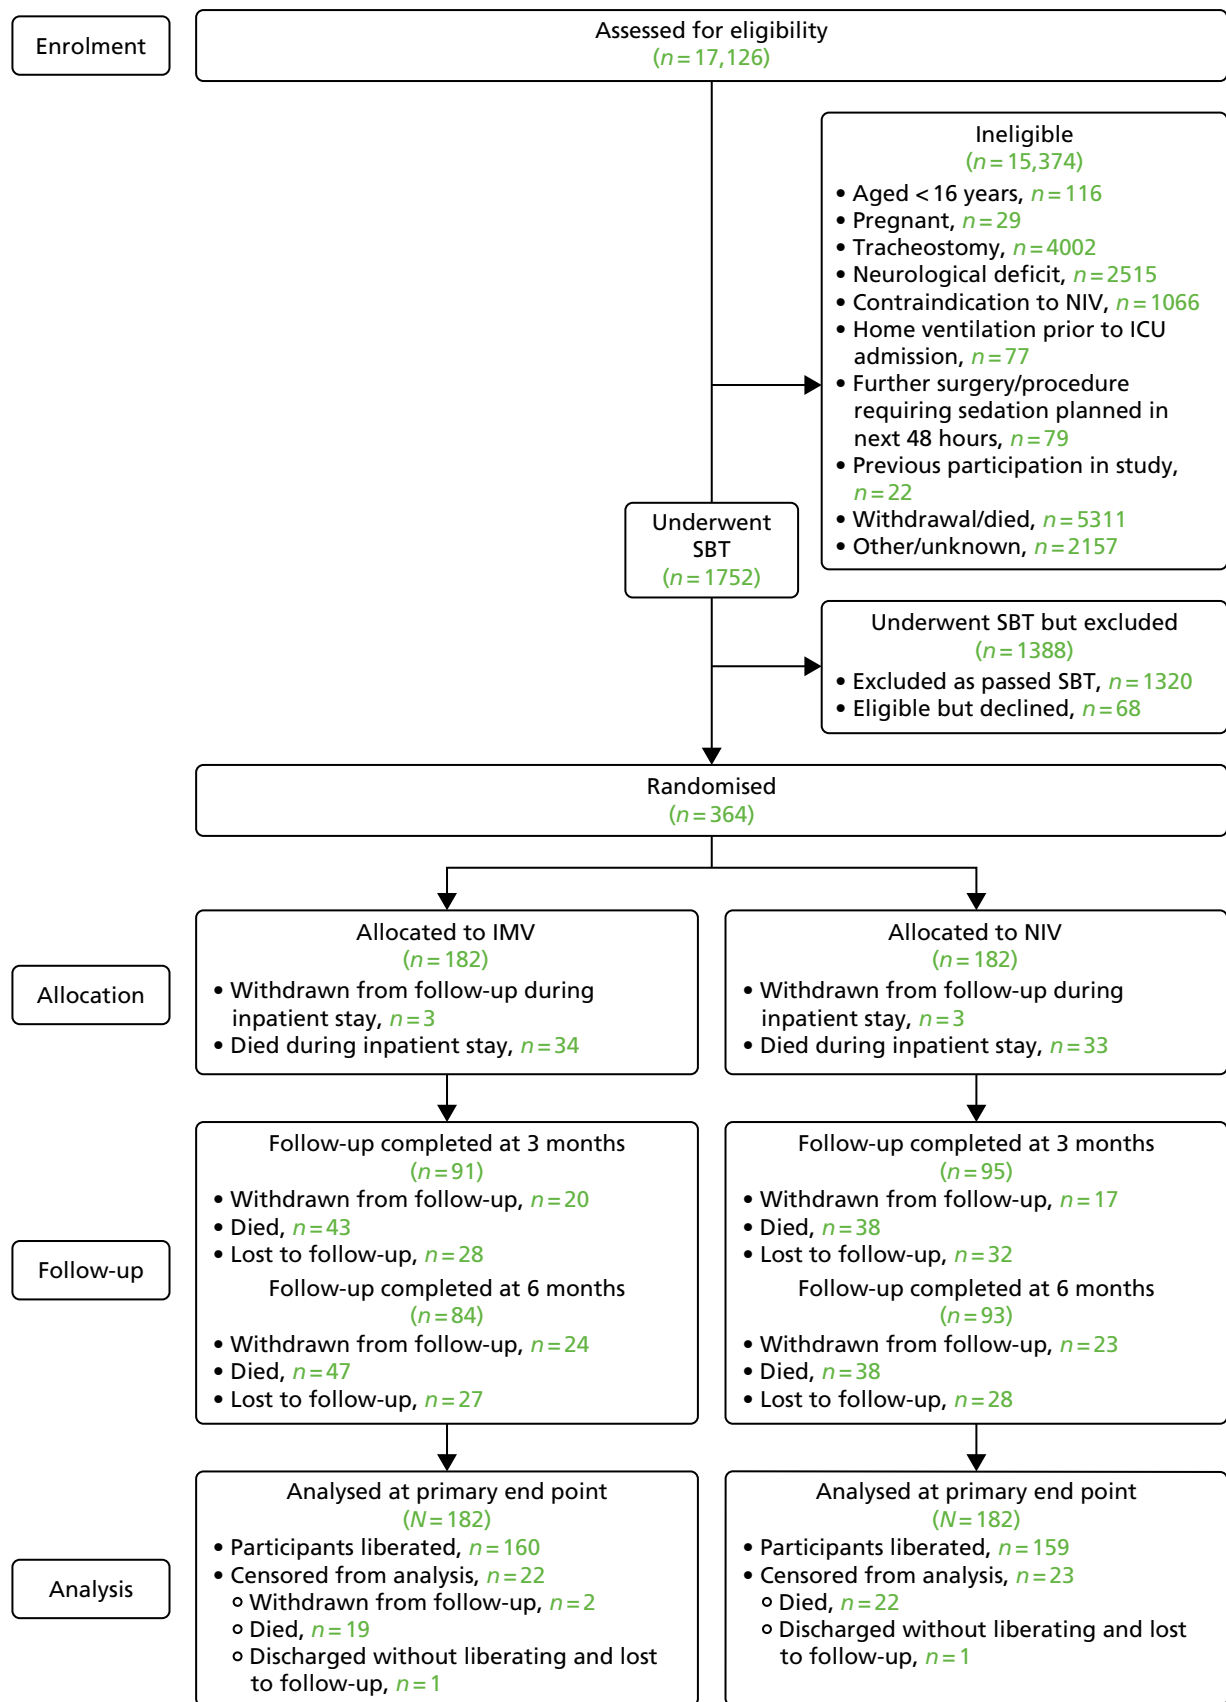 Enrolment
Assessed for eligibility
(n = 17,126)
Ineligible
(n = 15,374)
• Aged < 16 years, n = 116
• Pregnant, n = 29
• Tracheostomy, n = 4002
• Neurological deficit, n = 2515
• Contraindication to NIV, n = 1066
• Home ventilation prior to ICU
admission, n = 77
• Further surgery/procedure
requiring sedation planned in
next 48 hours, n = 79
• Previous participation in study,
n = 22
• Withdrawal/died, n = 5311
• Other/unknown, n = 2157
Underwent
SBT
(n = 1752)
Underwent SBT but excluded
(n = 1388)
• Excluded as passed SBT, n = 1320
• Eligible but declined, n = 68
Randomised
(n = 364)
Allocation
Allocated to IMV
(n = 182)
• Withdrawn from follow-up during
inpatient stay, n = 3
• Died during inpatient stay, n = 34
Allocated to NIV
(n = 182)
• Withdrawn from follow-up during
inpatient stay, n = 3
• Died during inpatient stay, n = 33
Follow-up
Follow-up completed at 3 months
(n = 91)
• Withdrawn from follow-up, n = 20
• Died, n = 43
• Lost to follow-up, n = 28
Follow-up completed at 6 months
(n = 84)
• Withdrawn from follow-up, n = 24
• Died, n = 47
• Lost to follow-up, n = 27
Follow-up completed at 3 months
(n = 95)
• Withdrawn from follow-up, n = 17
• Died, n = 38
• Lost to follow-up, n = 32
Follow-up completed at 6 months
(n = 93)
• Withdrawn from follow-up, n = 23
• Died, n = 38
• Lost to follow-up, n = 28
Analysis
Analysed at primary end point
(N = 182)
• Participants liberated, n = 160
• Censored from analysis, n = 22
o Withdrawn from follow-up, n = 2
o Died, n = 19
o Discharged without liberating and lost
to follow-up, n = 1
Analysed at primary end point
(N = 182)
• Participants liberated, n = 159
• Censored from analysis, n = 23
o Died, n = 22
o Discharged without liberating and lost
to follow-up, n = 1